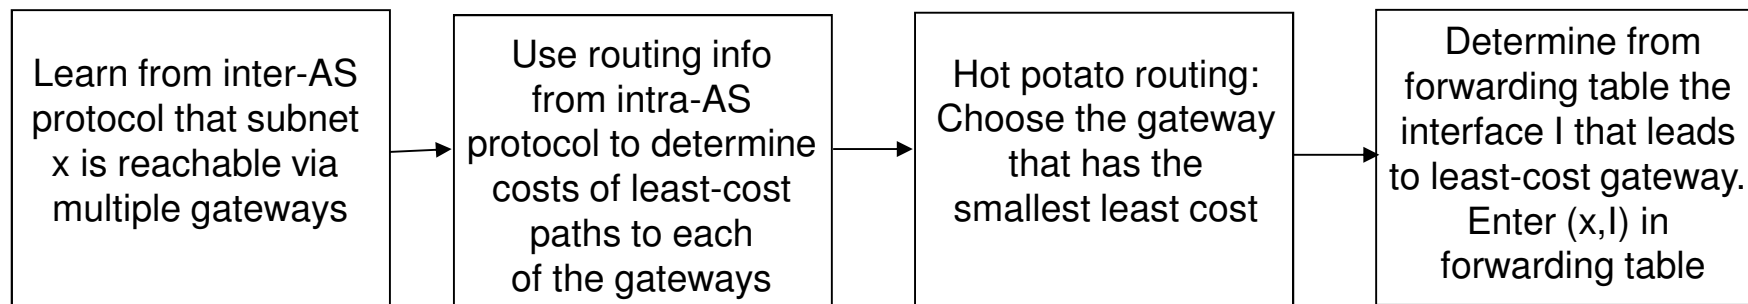 Learn from inter-AS
protocol that subnet
x is reachable via
multiple gateways
Use routing info
from intra-AS
protocol to determine
costs of least-cost
paths to each
of the gateways
Hot potato routing:
Choose the gateway
that has the
smallest least cost
Determine from
forwarding table the
interface I that leads
to least-cost gateway.
Enter (x,I) in
forwarding table